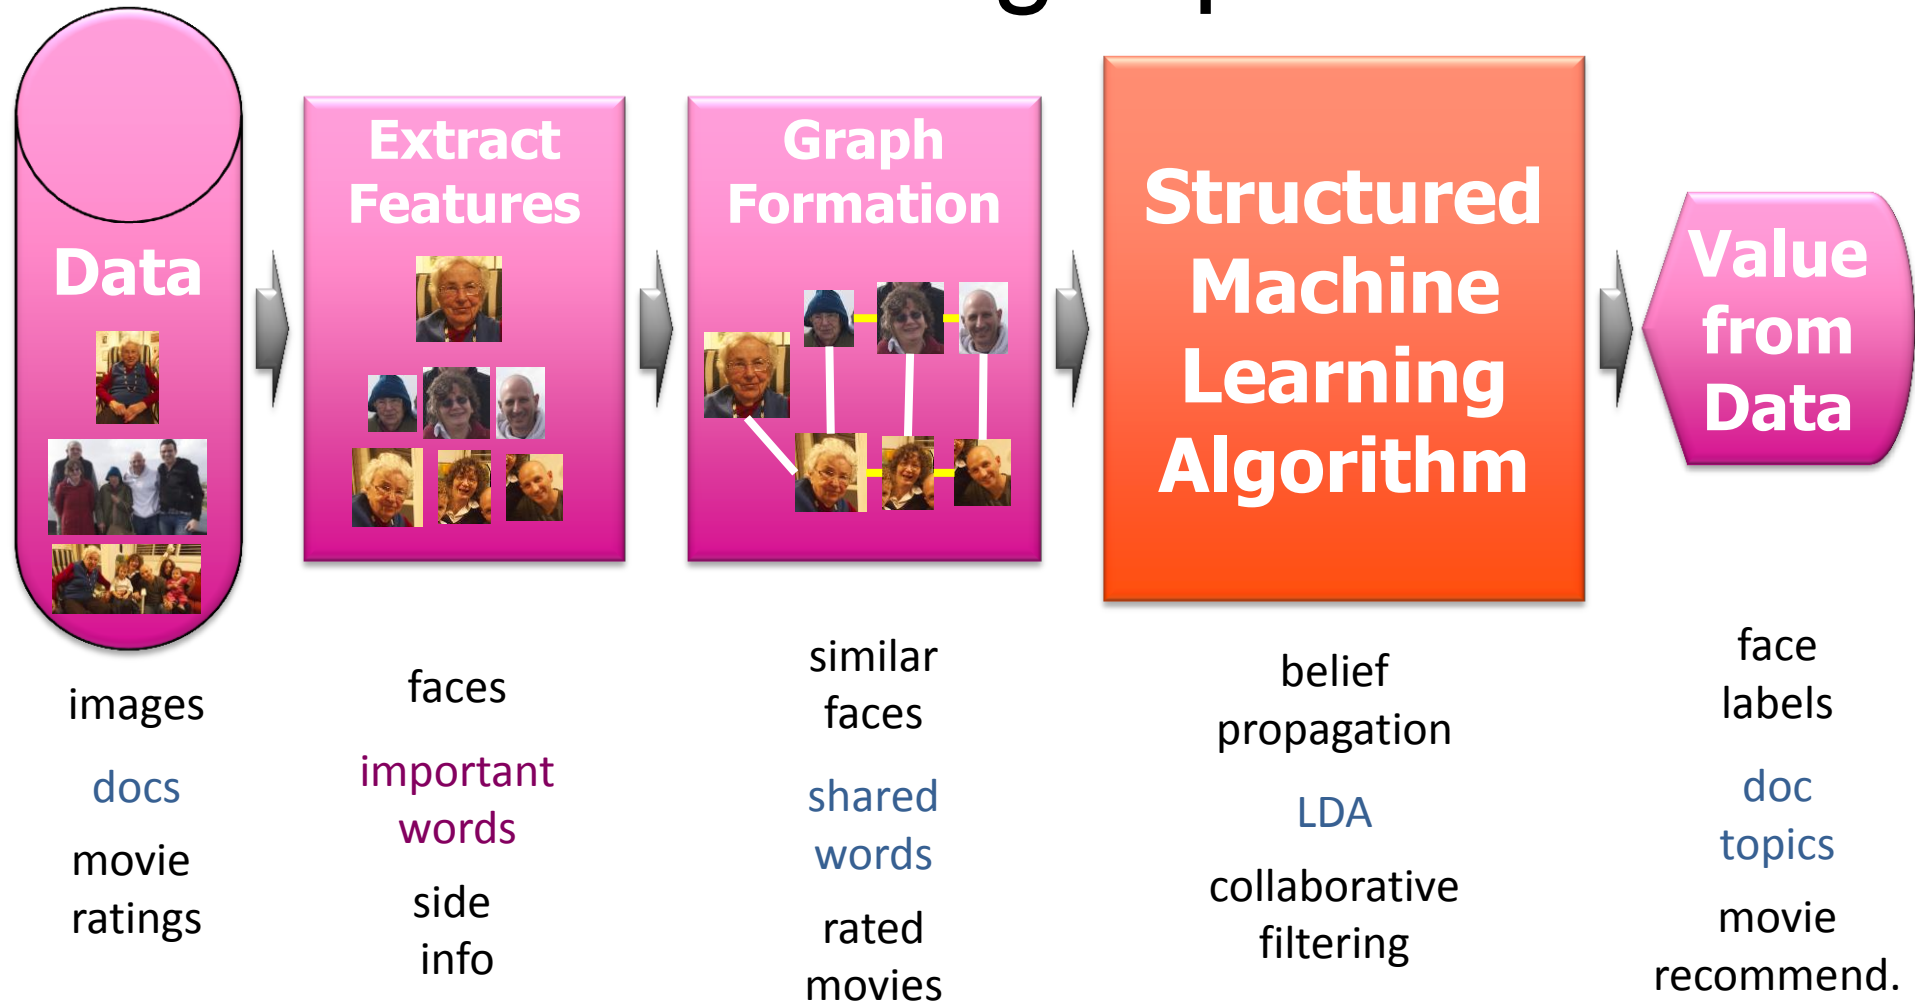 Data
Extract
Features
Graph
Formation
Structured
Machine
Learning
Algorithm
Value
from
Data
images
docs
movie
ratings
faces
important
words
side
info
similar
faces
shared
words
rated
movies
belief
propagation
LDA
collaborative
filtering
face
labels
doc
topics
movie
recommend.